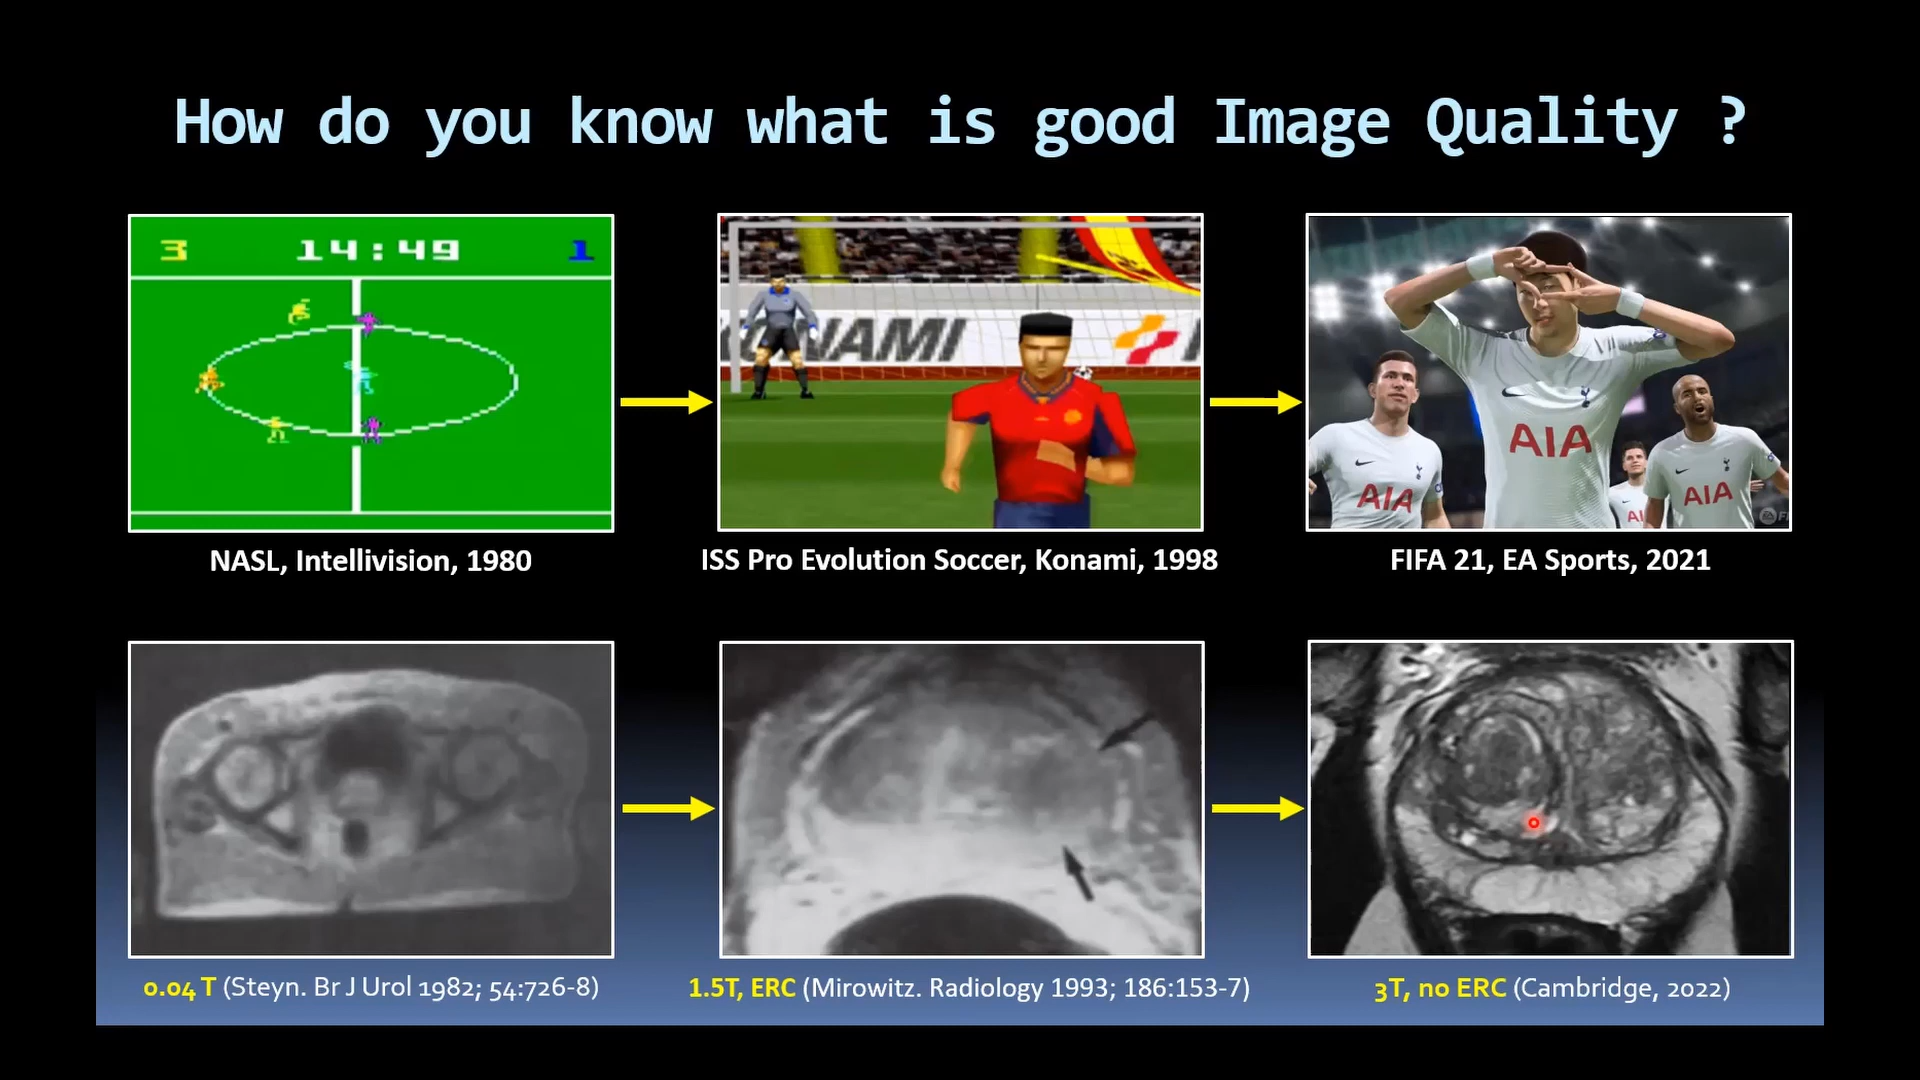 How do you know what is good Image Quality ?
3 14:49 1
KONAMI
AIA
AIA
AIA
NASL, Intellivision, 1980
ISS Pro Evolution Soccer, Konami, 1998
FIFA 21, EA Sports, 2021
0.04 T (Steyn. Br J Urol 1982; 54:726-8)
1.5T, ERC (Mirowitz. Radiology 1993; 186:153-7)
3T, no ERC (Cambridge, 2022)